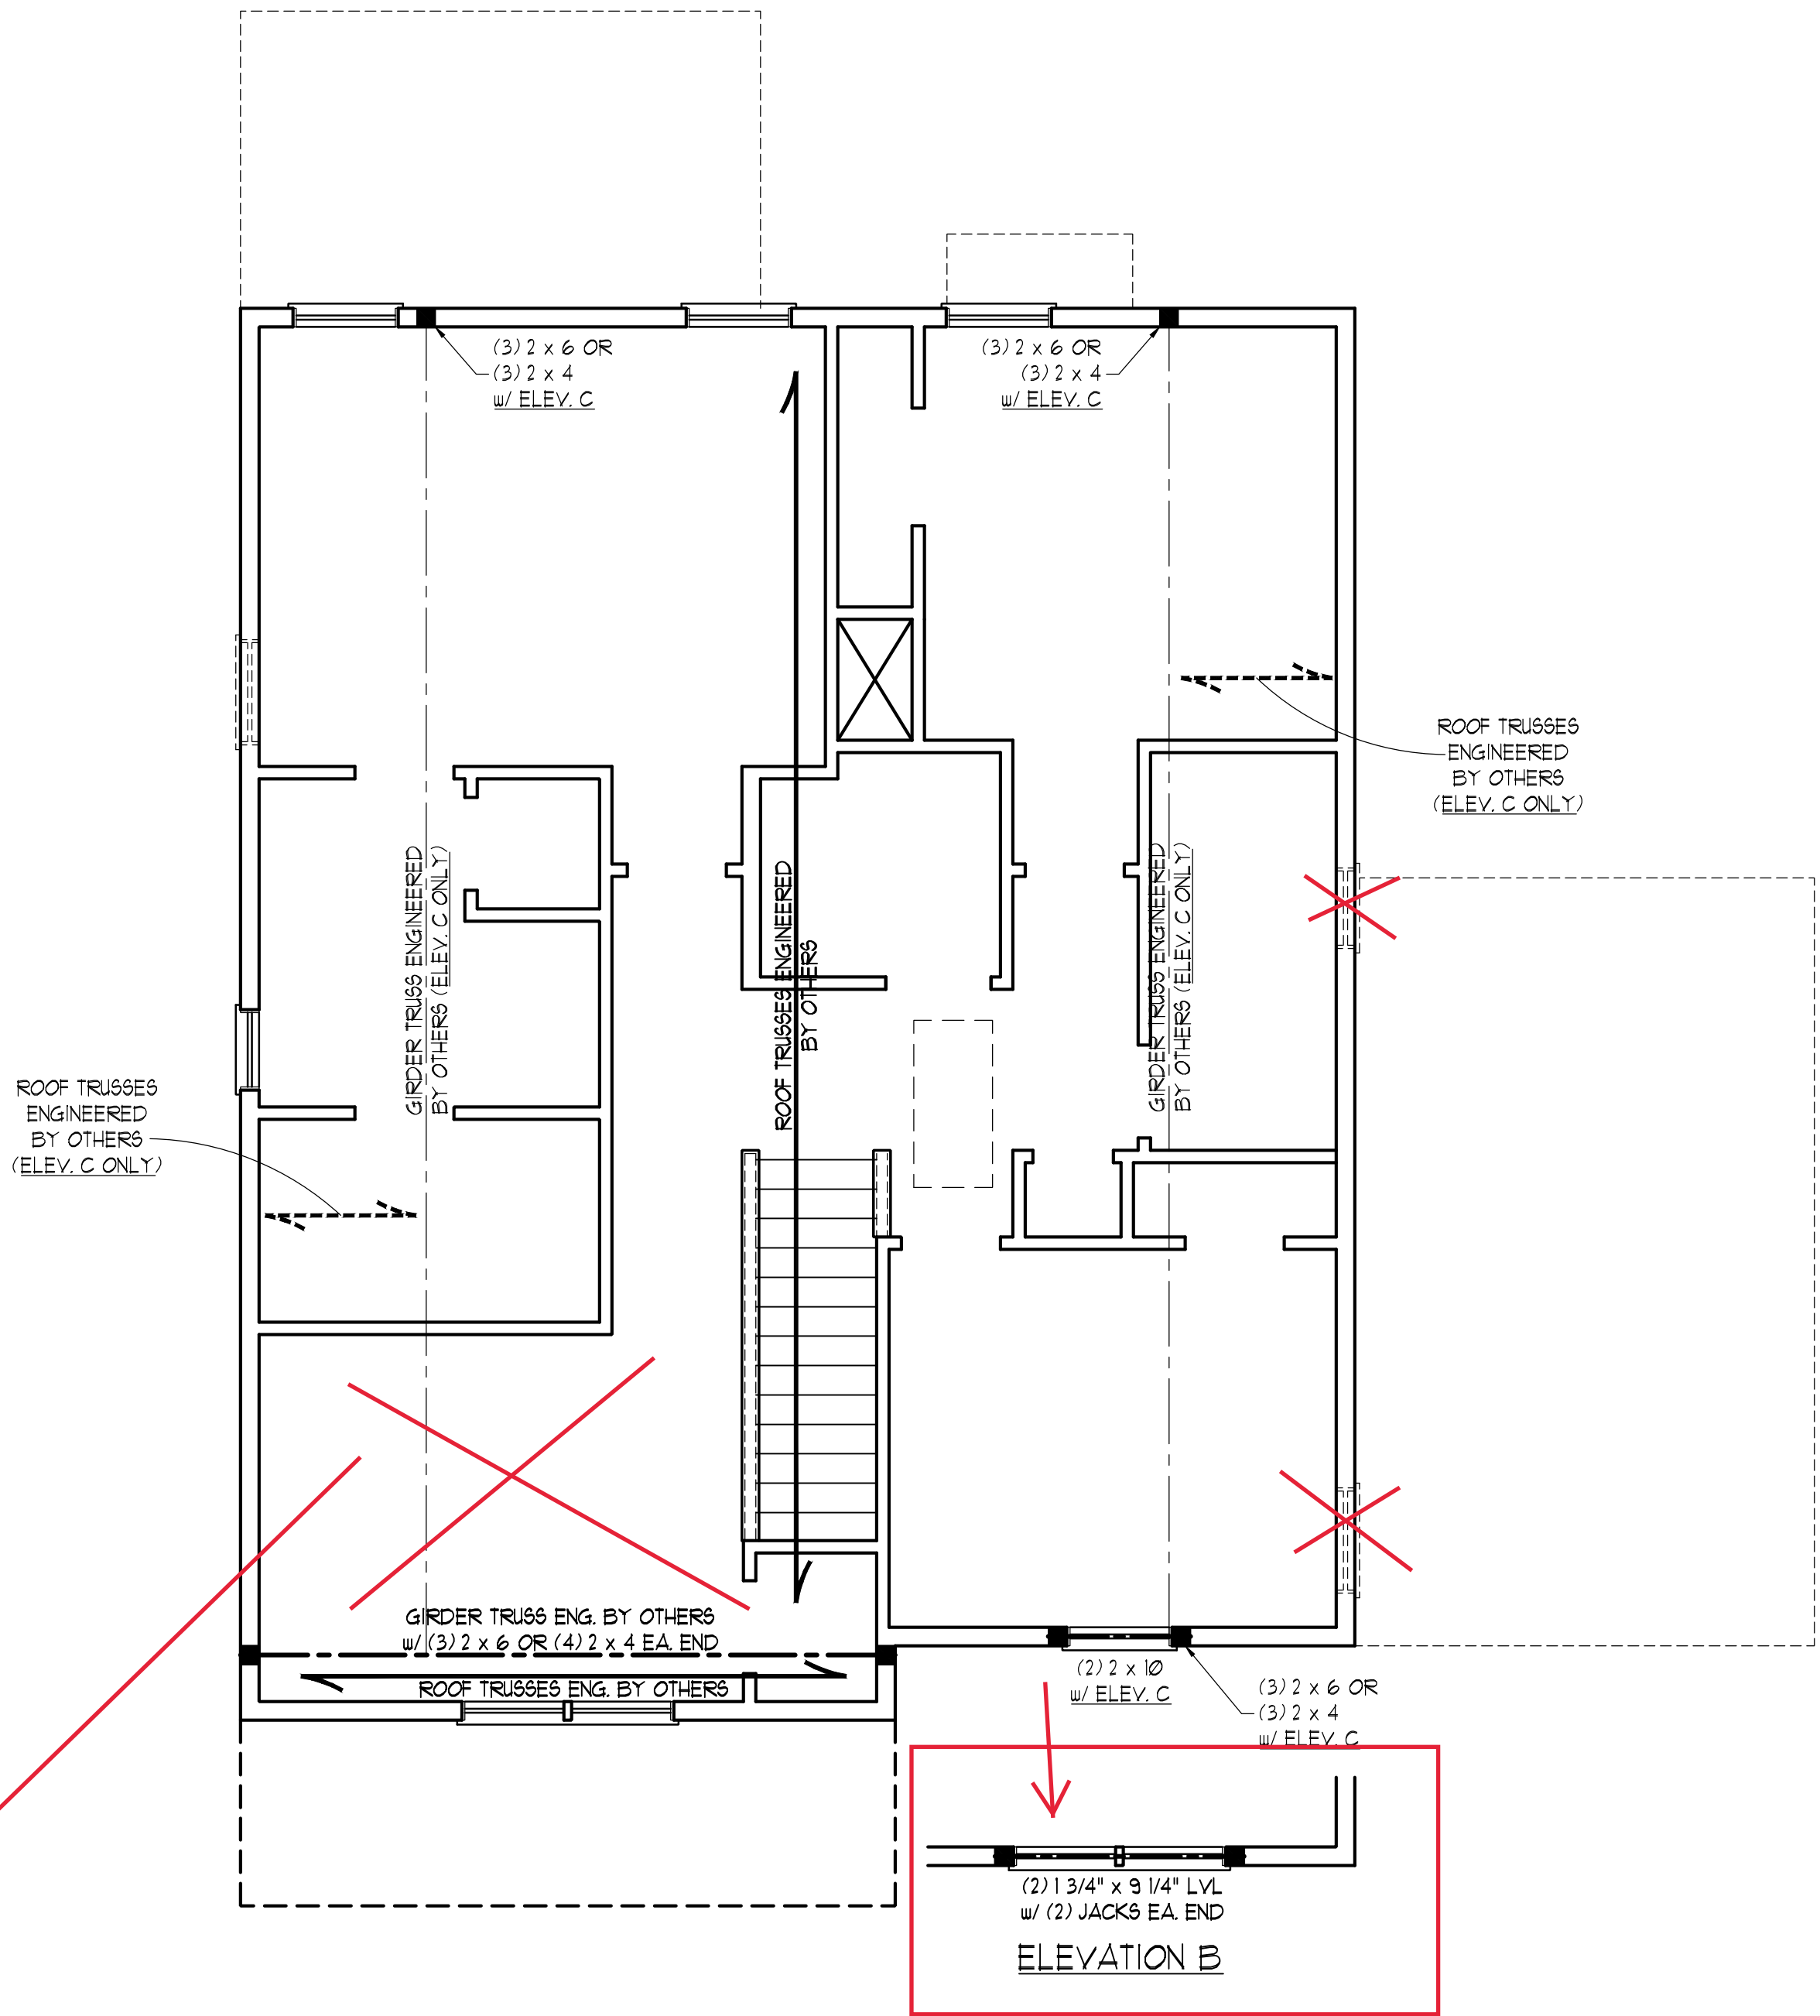 (3) 2 x 6 OR
(3) 2 x 4
w/ ELEV. C
(3) 2 x 6 OR
(3) 2 x 4
w/ ELEV. C
ROOF TRUSSES
ENGINEERED
BY OTHERS
(ELEV. C ONLY)
GIRDER TRUSS ENGINEERED
BY OTHERS (ELEV. C ONLY)
ROOF TRUSSES ENGINEERED
BY OTHERS
GIRDER TRUSS ENGINEERED
BY OTHERS (ELEV. C ONLY)
ROOF TRUSSES
ENGINEERED
BY OTHERS
(ELEV. C ONLY)
GIRDER TRUSS ENG. BY OTHERS
w/ (3) 2 x 6 OR (4) 2 x 4 EA. END
ROOF TRUSSES ENG. BY OTHERS
(2) 2 x 10
w/ ELEV. C
(3) 2 x 6 OR
(3) 2 x 4
w/ ELEV. C
(2) 1 3/4" x 9 1/4" LVL
w/ (2) JACKS EA. END
ELEVATION B